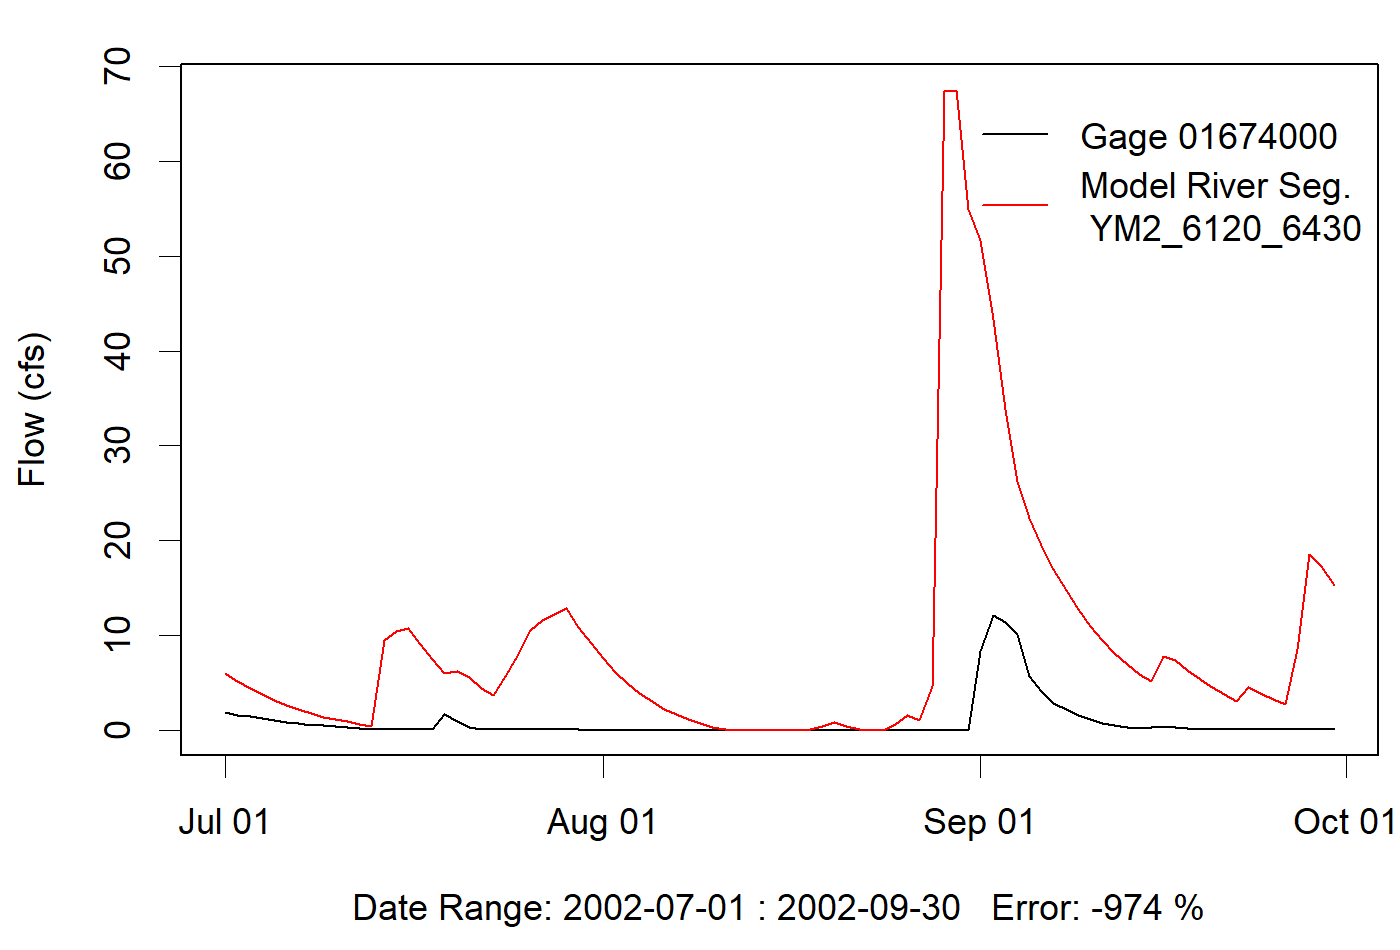 70
60
50
40
30
20
10
0
Flow (cfs)
Gage 01674000
Model River Seg.
YM2_6120_6430
Jul 01
Aug 01
Sep 01
Oct 01
Date Range: 2002-07-01 : 2002-09-30 Error: -974 %